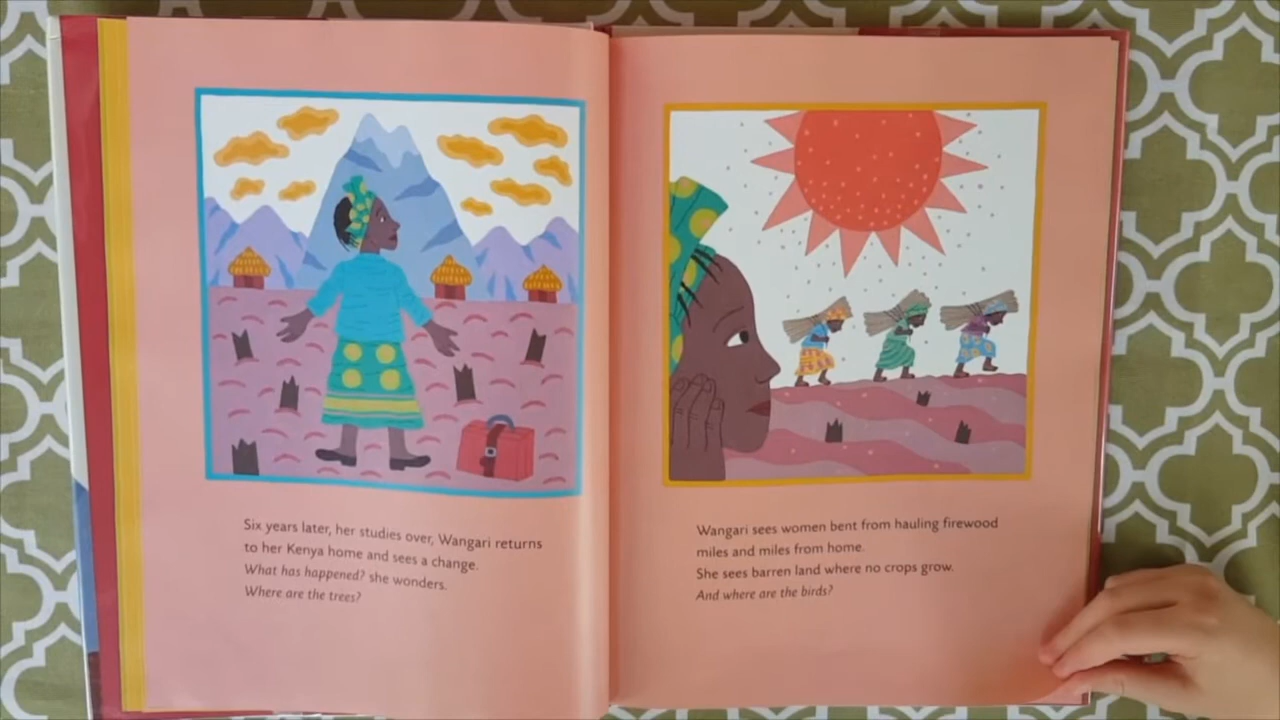 Six years later, her studies over, Wangari returns
to her Kenya home and sees a change.
What has happened? she wonders.
Where are the trees?
Wangari sees women bent from hauling firewood
miles and miles from home.
She sees barren land where no crops grow.
And where are the birds?